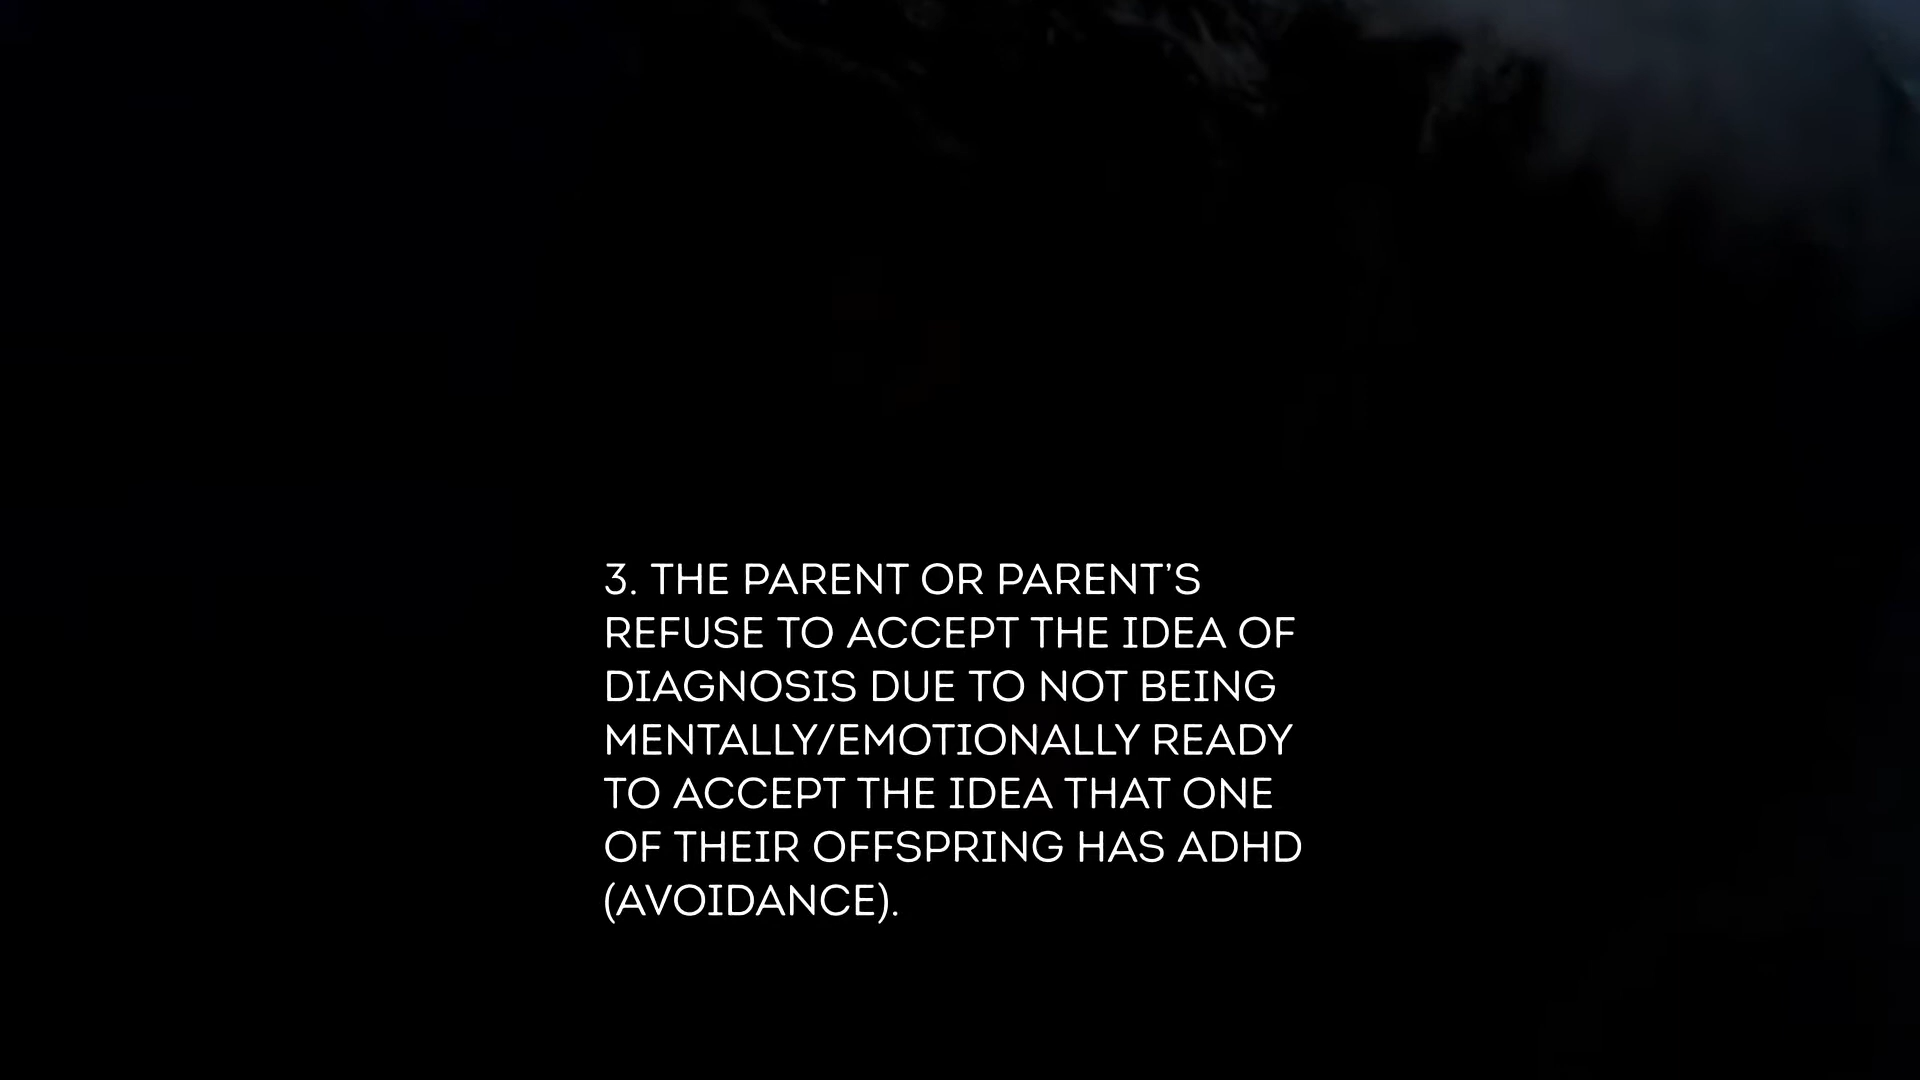 3. THE PARENT OR PARENT’S
REFUSE TO ACCEPT THE IDEA OF
DIAGNOSIS DUE TO NOT BEING
MENTALLY/EMOTIONALLY READY
TO ACCEPT THE IDEA THAT ONE
OF THEIR OFFSPRING HAS ADHD
(AVOIDANCE).